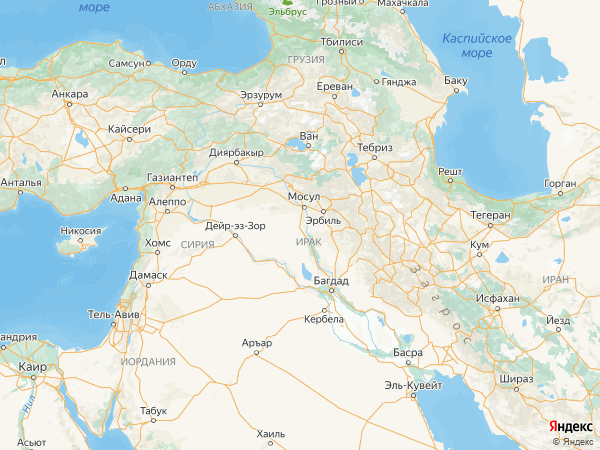 Грозный
Махачкала
море
АБХАЗИЯ
Эльбрус
Каспийское
море
Тбилиси
ГРУЗИЯ
Самсун
Орду
Гянджа
Баку
Ереван
Анкара
Эрзурум
Кайсери
Ван
Тебриз
Диярбакыр
Решт
Газиантеп
Горган
Анталья
Адана
Алеппо
Мосул
Эрбиль
Тегеран
Никосия
Дейр-эз-Зор
Хомс
СИРИЯ
ИРАК
Кум
Загрос
Дамаск
Багдад
ИРАН
Исфахан
Тель-Авив
Кербела
Йезд
андрия
Аръар
Басра
ИОРДАНИЯ
Каир
Эль-Кувейт
Шираз
Нил
Табук
Асьют
Хаиль
Яндекс
© Яндекс